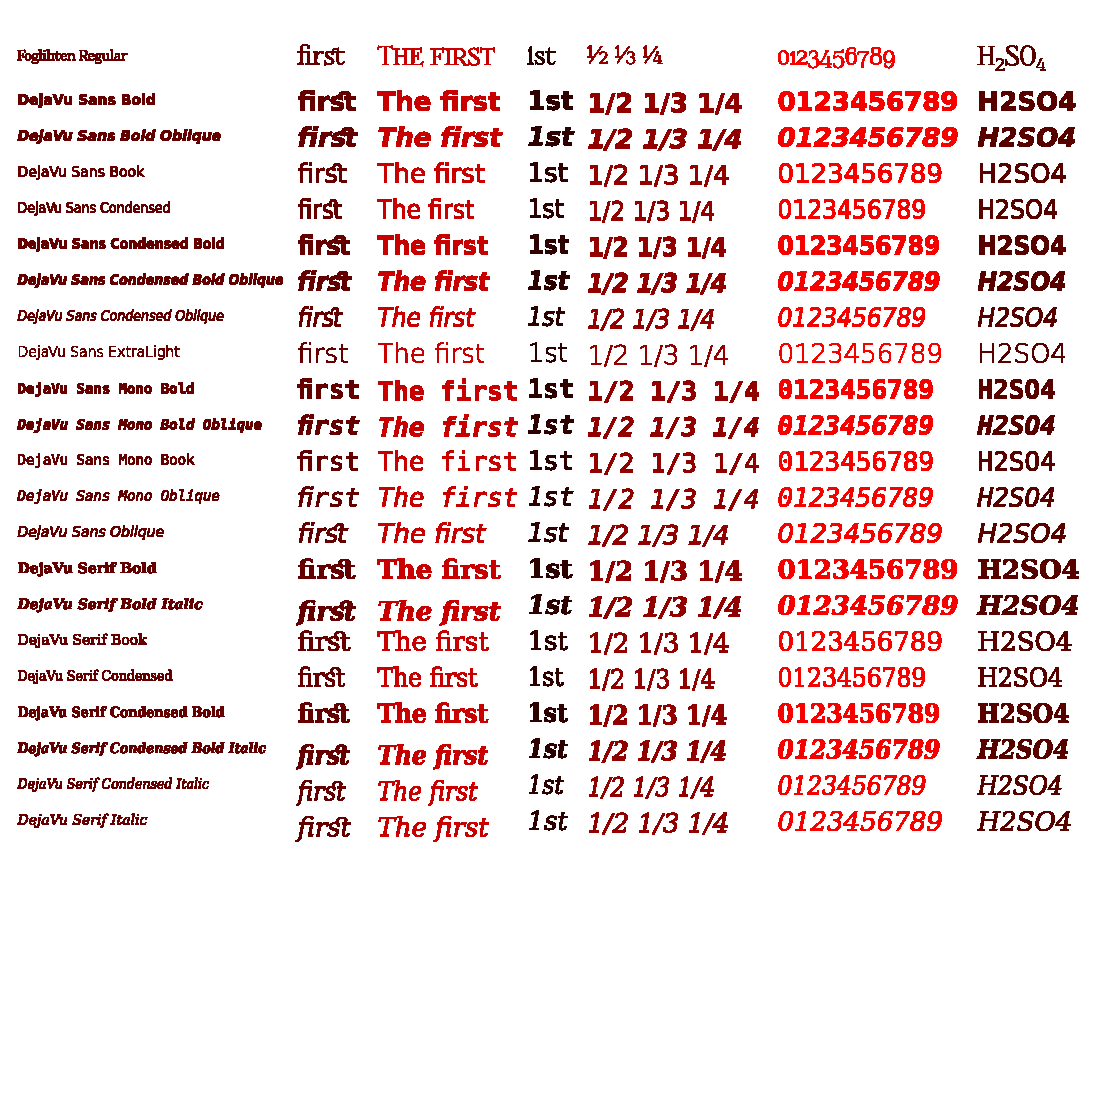 Foglihten Regular first THE FIRST 1st ½ ⅓ ¼ 0123456789 H₂SO₄
DejaVu Sans Bold first The first 1st 1/2 1/3 1/4 0123456789 H2SO4
DejaVu Sans Bold Oblique first The first 1st 1/2 1/3 1/4 0123456789 H2SO4
DejaVu Sans Book first The first 1st 1/2 1/3 1/4 0123456789 H2SO4
DejaVu Sans Condensed first The first 1st 1/2 1/3 1/4 0123456789 H2SO4
DejaVu Sans Condensed Bold first The first 1st 1/2 1/3 1/4 0123456789 H2SO4
DejaVu Sans Condensed Bold Oblique first The first 1st 1/2 1/3 1/4 0123456789 H2SO4
DejaVu Sans Condensed Oblique first The first 1st 1/2 1/3 1/4 0123456789 H2SO4
DejaVu Sans ExtraLight first The first 1st 1/2 1/3 1/4 0123456789 H2SO4
DejaVu Sans Mono Bold first The first 1st 1/2 1/3 1/4 0123456789 H2SO4
DejaVu Sans Mono Bold Oblique first The first 1st 1/2 1/3 1/4 0123456789 H2SO4
DejaVu Sans Mono Book first The first 1st 1/2 1/3 1/4 0123456789 H2SO4
DejaVu Sans Mono Oblique first The first 1st 1/2 1/3 1/4 0123456789 H2SO4
DejaVu Sans Oblique first The first 1st 1/2 1/3 1/4 0123456789 H2SO4
DejaVu Serif Bold first The first 1st 1/2 1/3 1/4 0123456789 H2SO4
DejaVu Serif Bold Italic first The first 1st 1/2 1/3 1/4 0123456789 H2SO4
DejaVu Serif Book first The first 1st 1/2 1/3 1/4 0123456789 H2SO4
DejaVu Serif Condensed first The first 1st 1/2 1/3 1/4 0123456789 H2SO4
DejaVu Serif Condensed Bold first The first 1st 1/2 1/3 1/4 0123456789 H2SO4
DejaVu Serif Condensed Bold Italic first The first 1st 1/2 1/3 1/4 0123456789 H2SO4
DejaVu Serif Condensed Italic first The first 1st 1/2 1/3 1/4 0123456789 H2SO4
DejaVu Serif Italic first The first 1st 1/2 1/3 1/4 0123456789 H2SO4